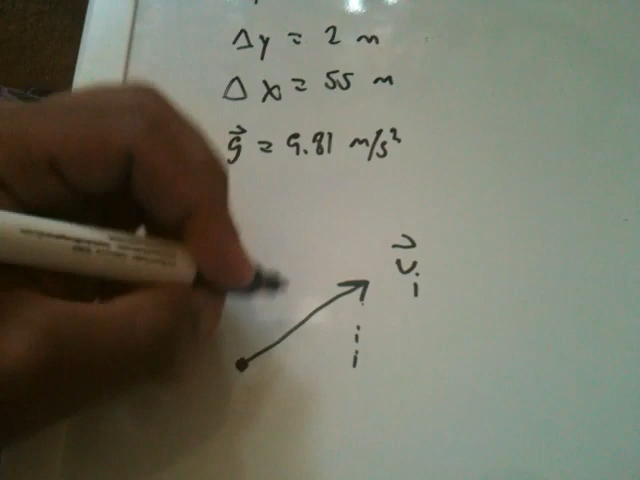 Δy = 2 m
Δx = 55 m
g⃗ = 9.81 m/s²
v⃗i